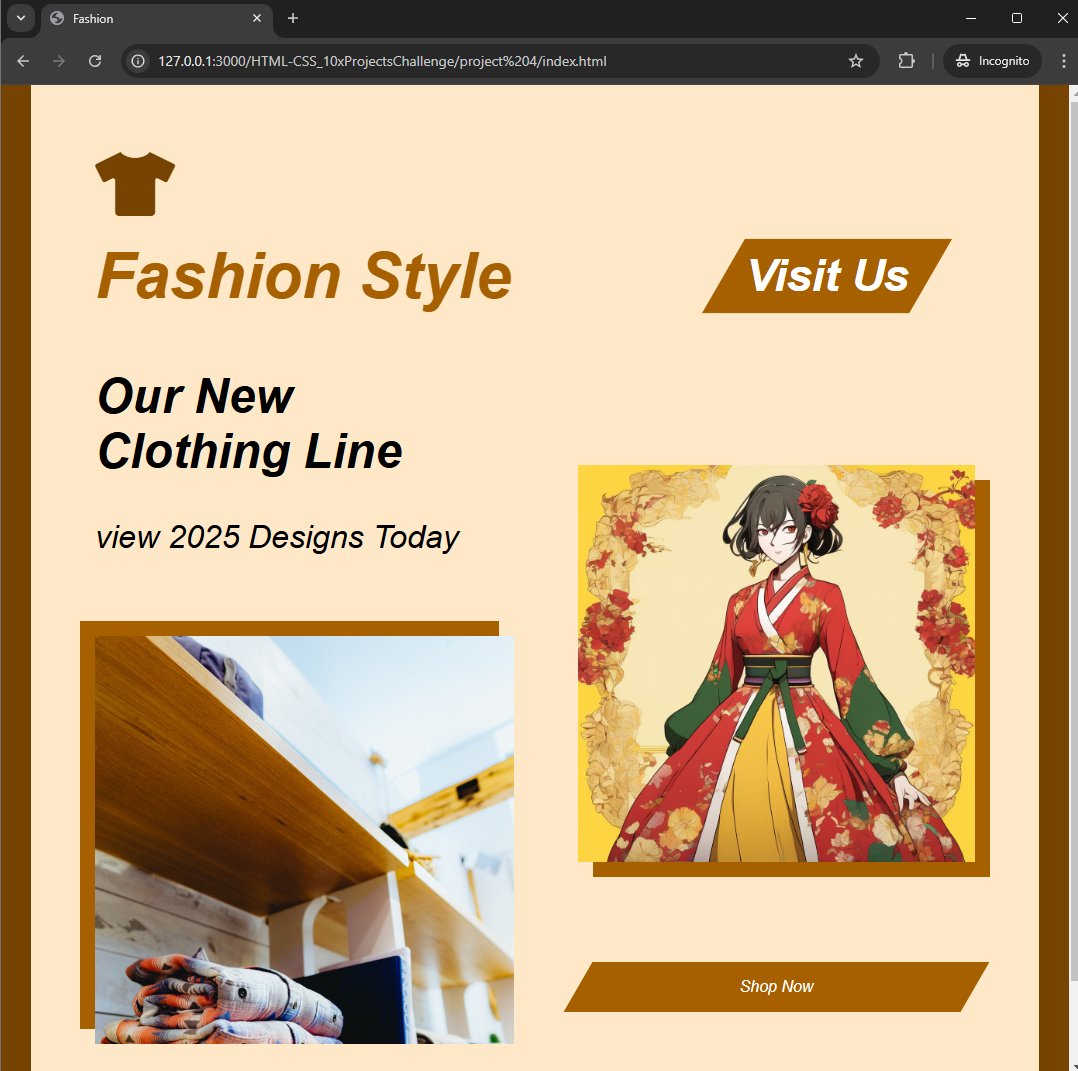 Fashion
127.0.0.1:3000/HTML-CSS_10xProjectsChallenge/project%204/index.html
Incognito
Fashion Style
Visit Us
Our New
Clothing Line
view 2025 Designs Today
Shop Now